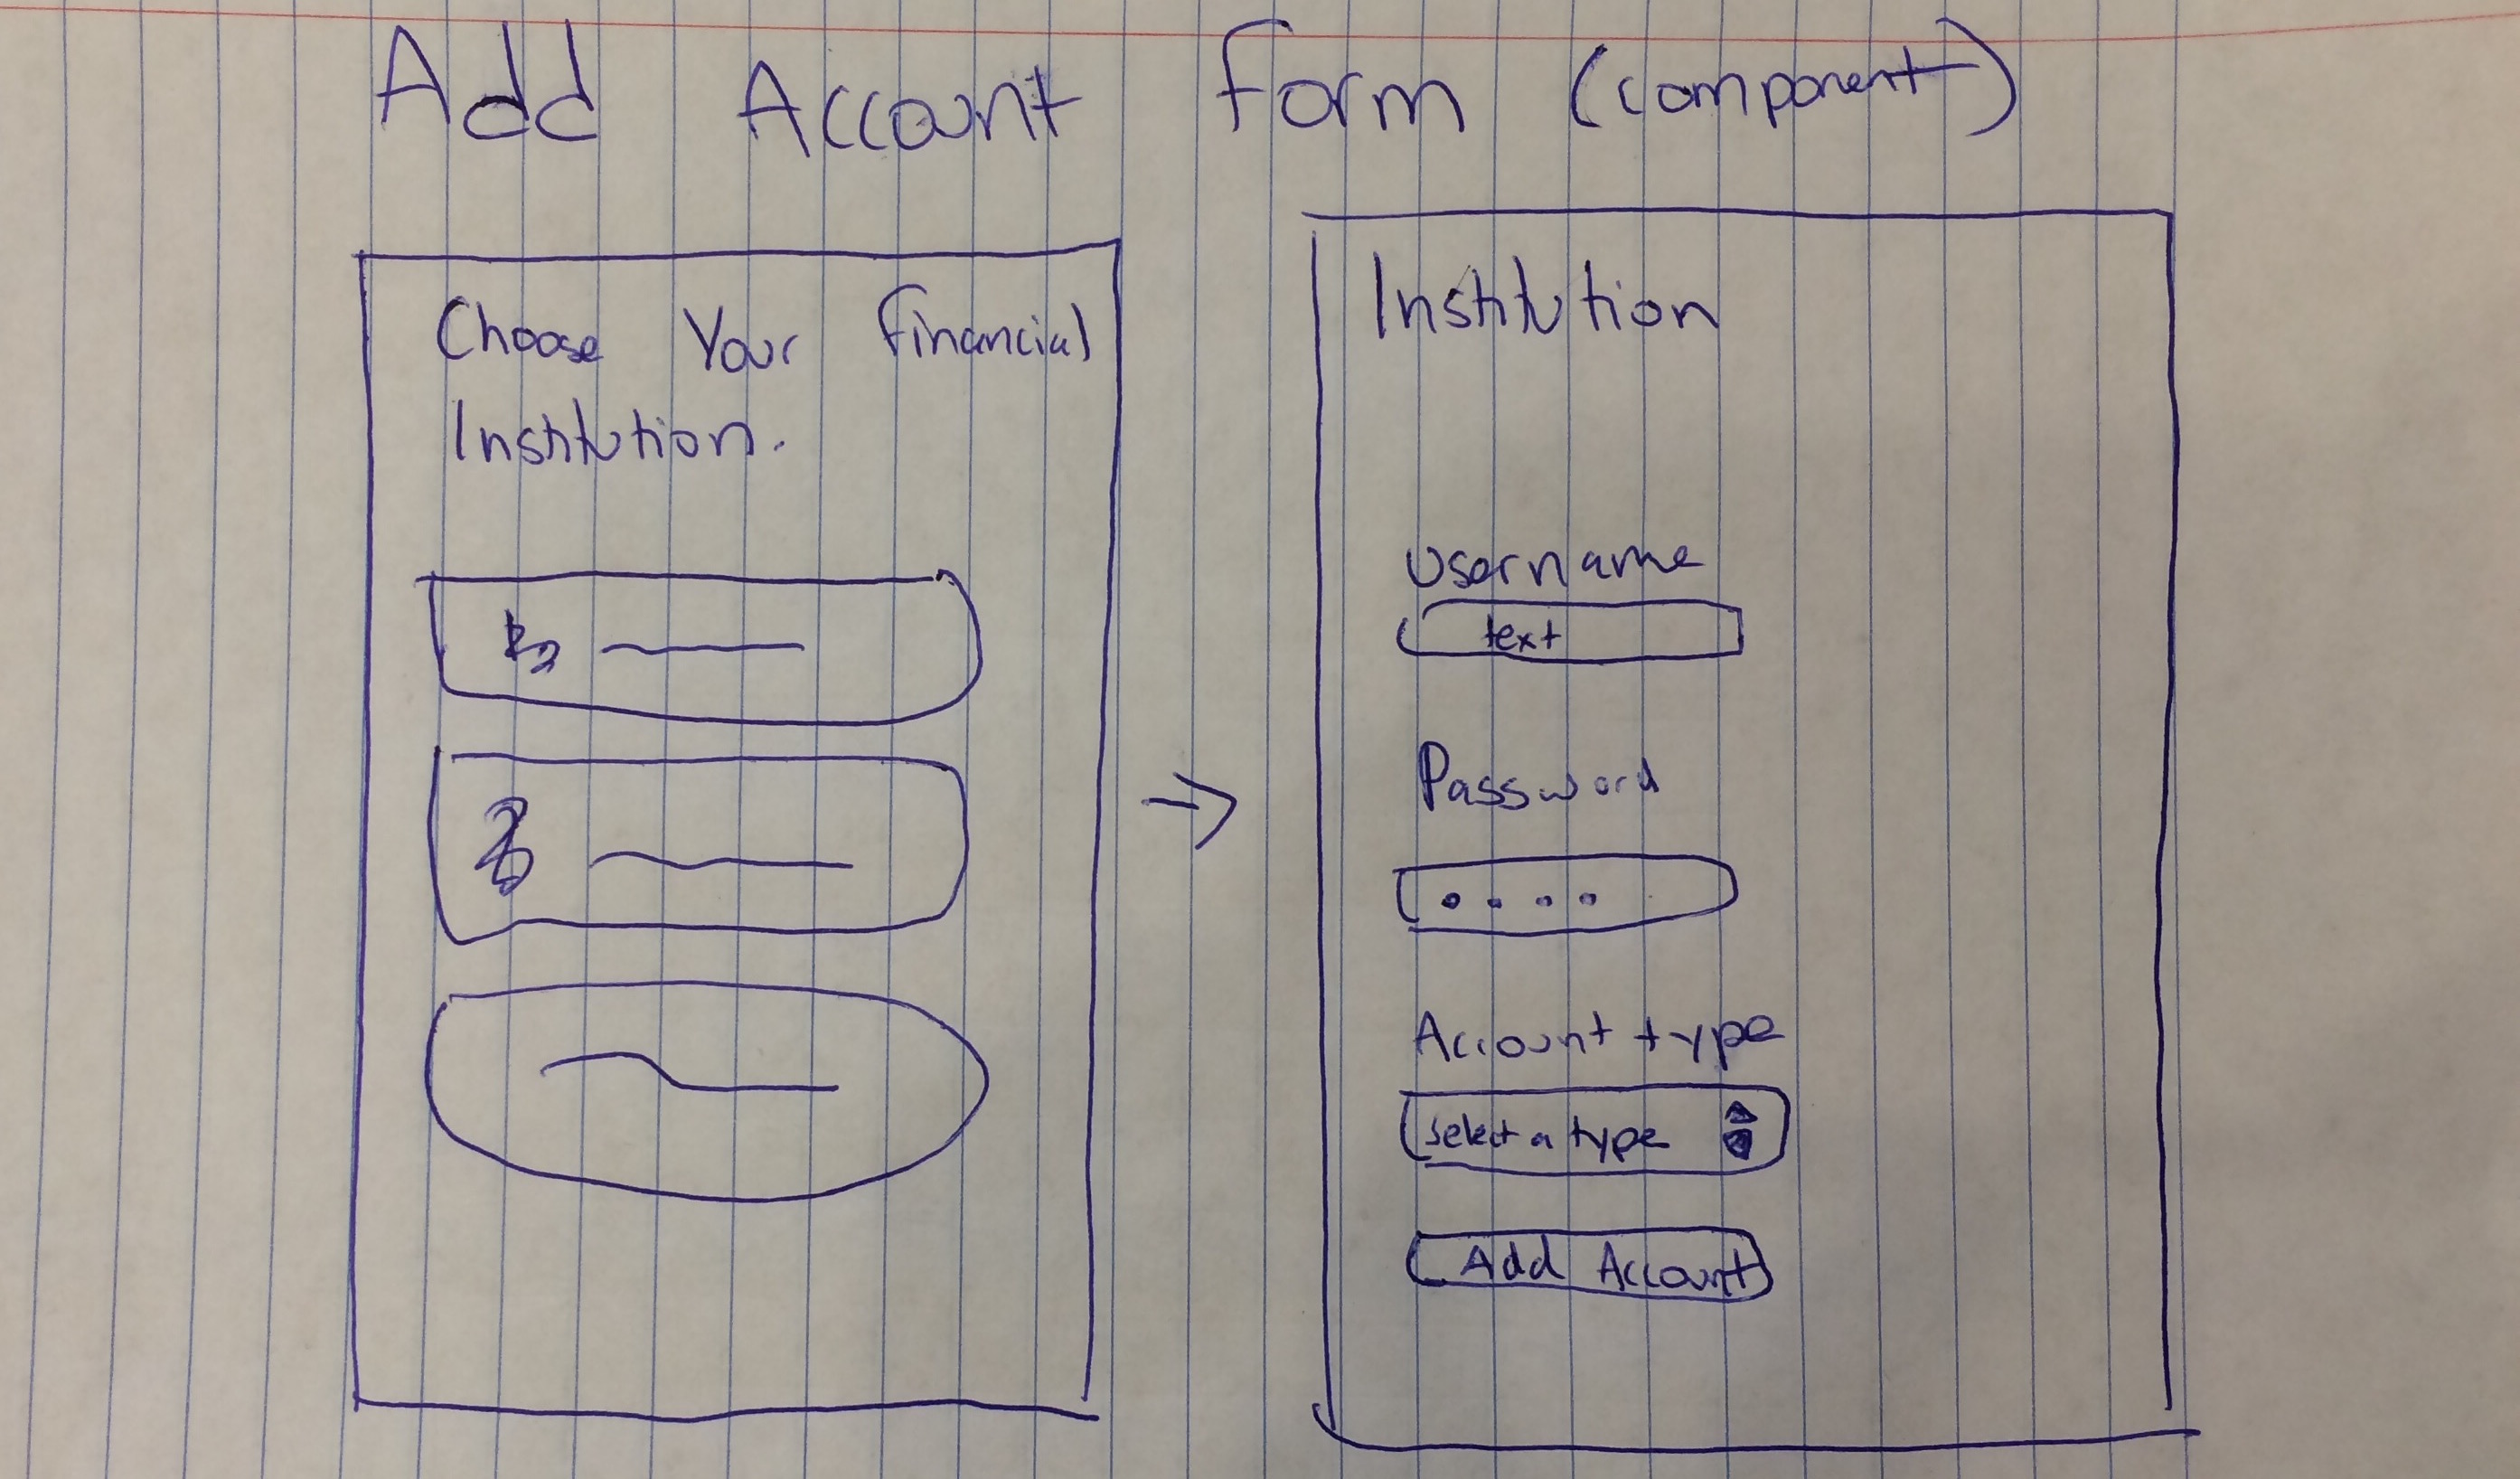 Add Account Form (component)
Choose Your Financial
Institution.
Institution
Username
text
Password
Account type
Select a type
Add Account